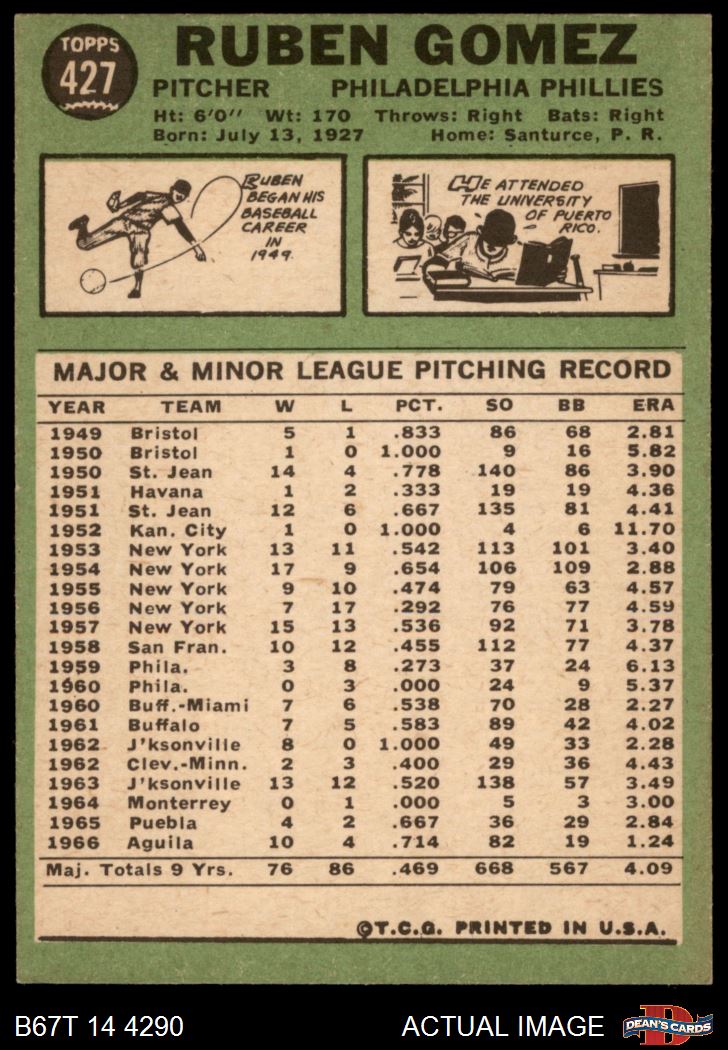 TOPPS
427
RUBEN GOMEZ
PITCHER PHILADELPHIA PHILLIES
Ht: 6'0'' Wt: 170 Throws: Right Bats: Right
Born: July 13, 1927 Home: Santurce, P. R.
RUBEN
BEGAN HIS
BASEBALL
CAREER
IN
1949.
HE ATTENDED
THE UNIVERSITY
OF PUERTO
RICO.
MAJOR & MINOR LEAGUE PITCHING RECORD
YEAR TEAM W L PCT. SO BB ERA
1949 Bristol 5 1 .833 86 68 2.81
1950 Bristol 1 0 1.000 9 16 5.82
1950 St. Jean 14 4 .778 140 86 3.90
1951 Havana 1 2 .333 19 19 4.36
1951 St. Jean 12 6 .667 135 81 4.41
1952 Kan. City 1 0 1.000 4 6 11.70
1953 New York 13 11 .542 113 101 3.40
1954 New York 17 9 .654 106 109 2.88
1955 New York 9 10 .474 79 63 4.57
1956 New York 7 17 .292 76 77 4.59
1957 New York 15 13 .536 92 71 3.78
1958 San Fran. 10 12 .455 112 77 4.37
1959 Phila. 3 8 .273 37 24 6.13
1960 Phila. 0 3 .000 24 9 5.37
1960 Buff.-Miami 7 6 .538 70 28 2.27
1961 Buffalo 7 5 .583 89 42 4.02
1962 J'ksonville 8 0 1.000 49 33 2.28
1962 Clev.-Minn. 2 3 .400 29 36 4.43
1963 J'ksonville 13 12 .520 138 57 3.49
1964 Monterrey 0 1 .000 5 3 3.00
1965 Puebla 4 2 .667 36 29 2.84
1966 Aguila 10 4 .714 82 19 1.24
Maj. Totals 9 Yrs. 76 86 .469 668 567 4.09
©T.C.G. PRINTED IN U.S.A.
B67T 14 4290 ACTUAL IMAGE
D
DEAN'S CARDS